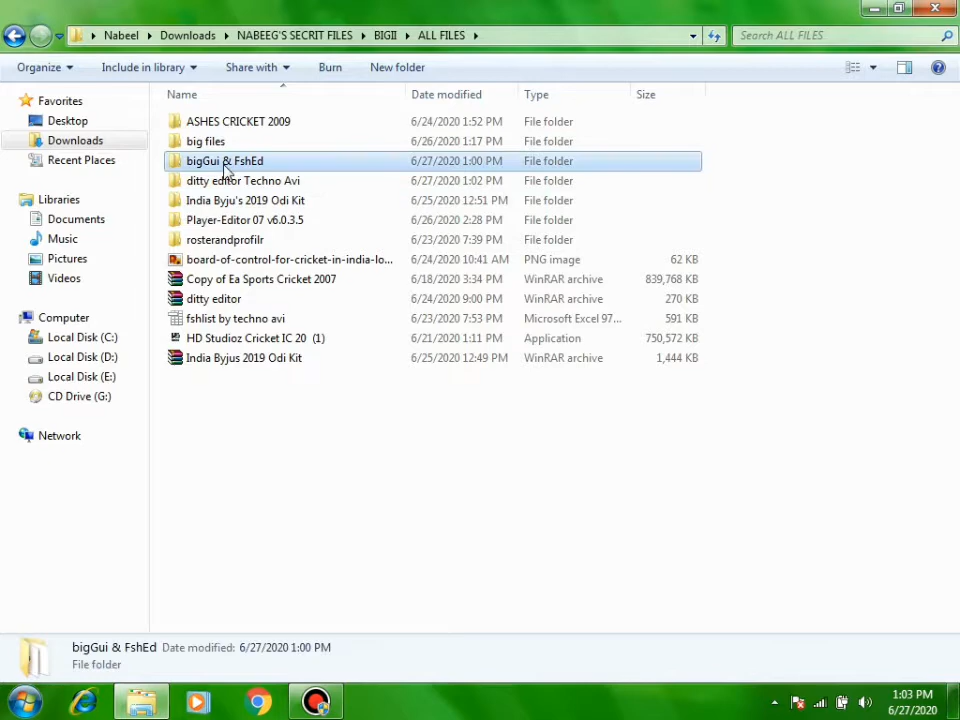 Nabeel Downloads NABEEG'S SECRIT FILES BIGII ALL FILES Search ALL FILES
Organize Include in library Share with Burn New folder
Favorites
Desktop
Downloads
Recent Places
Libraries
Documents
Music
Pictures
Videos
Computer
Local Disk (C:)
Local Disk (D:)
Local Disk (E:)
CD Drive (G:)
Network
Name Date modified Type Size
ASHES CRICKET 2009 6/24/2020 1:52 PM File folder
big files 6/26/2020 1:17 PM File folder
bigGui & FshEd 6/27/2020 1:00 PM File folder
ditty editor Techno Avi 6/27/2020 1:02 PM File folder
India Byju's 2019 Odi Kit 6/25/2020 12:51 PM File folder
Player-Editor 07 v6.0.3.5 6/26/2020 2:28 PM File folder
rosterandprofilr 6/23/2020 7:39 PM File folder
board-of-control-for-cricket-in-india-lo... 6/24/2020 10:41 AM PNG image 62 KB
Copy of Ea Sports Cricket 2007 6/18/2020 3:34 PM WinRAR archive 839,768 KB
ditty editor 6/24/2020 9:00 PM WinRAR archive 270 KB
fshlist by techno avi 6/23/2020 7:53 PM Microsoft Excel 97... 591 KB
HD Studioz Cricket IC 20 (1) 6/21/2020 1:11 PM Application 750,572 KB
India Byjus 2019 Odi Kit 6/25/2020 12:49 PM WinRAR archive 1,444 KB
bigGui & FshEd Date modified: 6/27/2020 1:00 PM
File folder
1:03 PM
6/27/2020